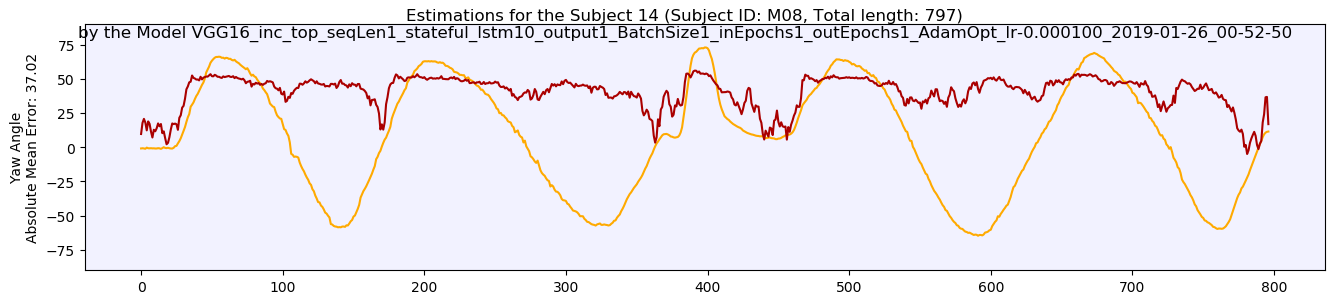 Estimations for the Subject 14 (Subject ID: M08, Total length: 797)
by the Model VGG16_inc_top_seqLen1_stateful_lstm10_output1_BatchSize1_inEpochs1_outEpochs1_AdamOpt_lr-0.000100_2019-01-26_00-52-50
Yaw Angle
Absolute Mean Error: 37.02
75
50
25
0
−25
−50
−75
0 100 200 300 400 500 600 700 800